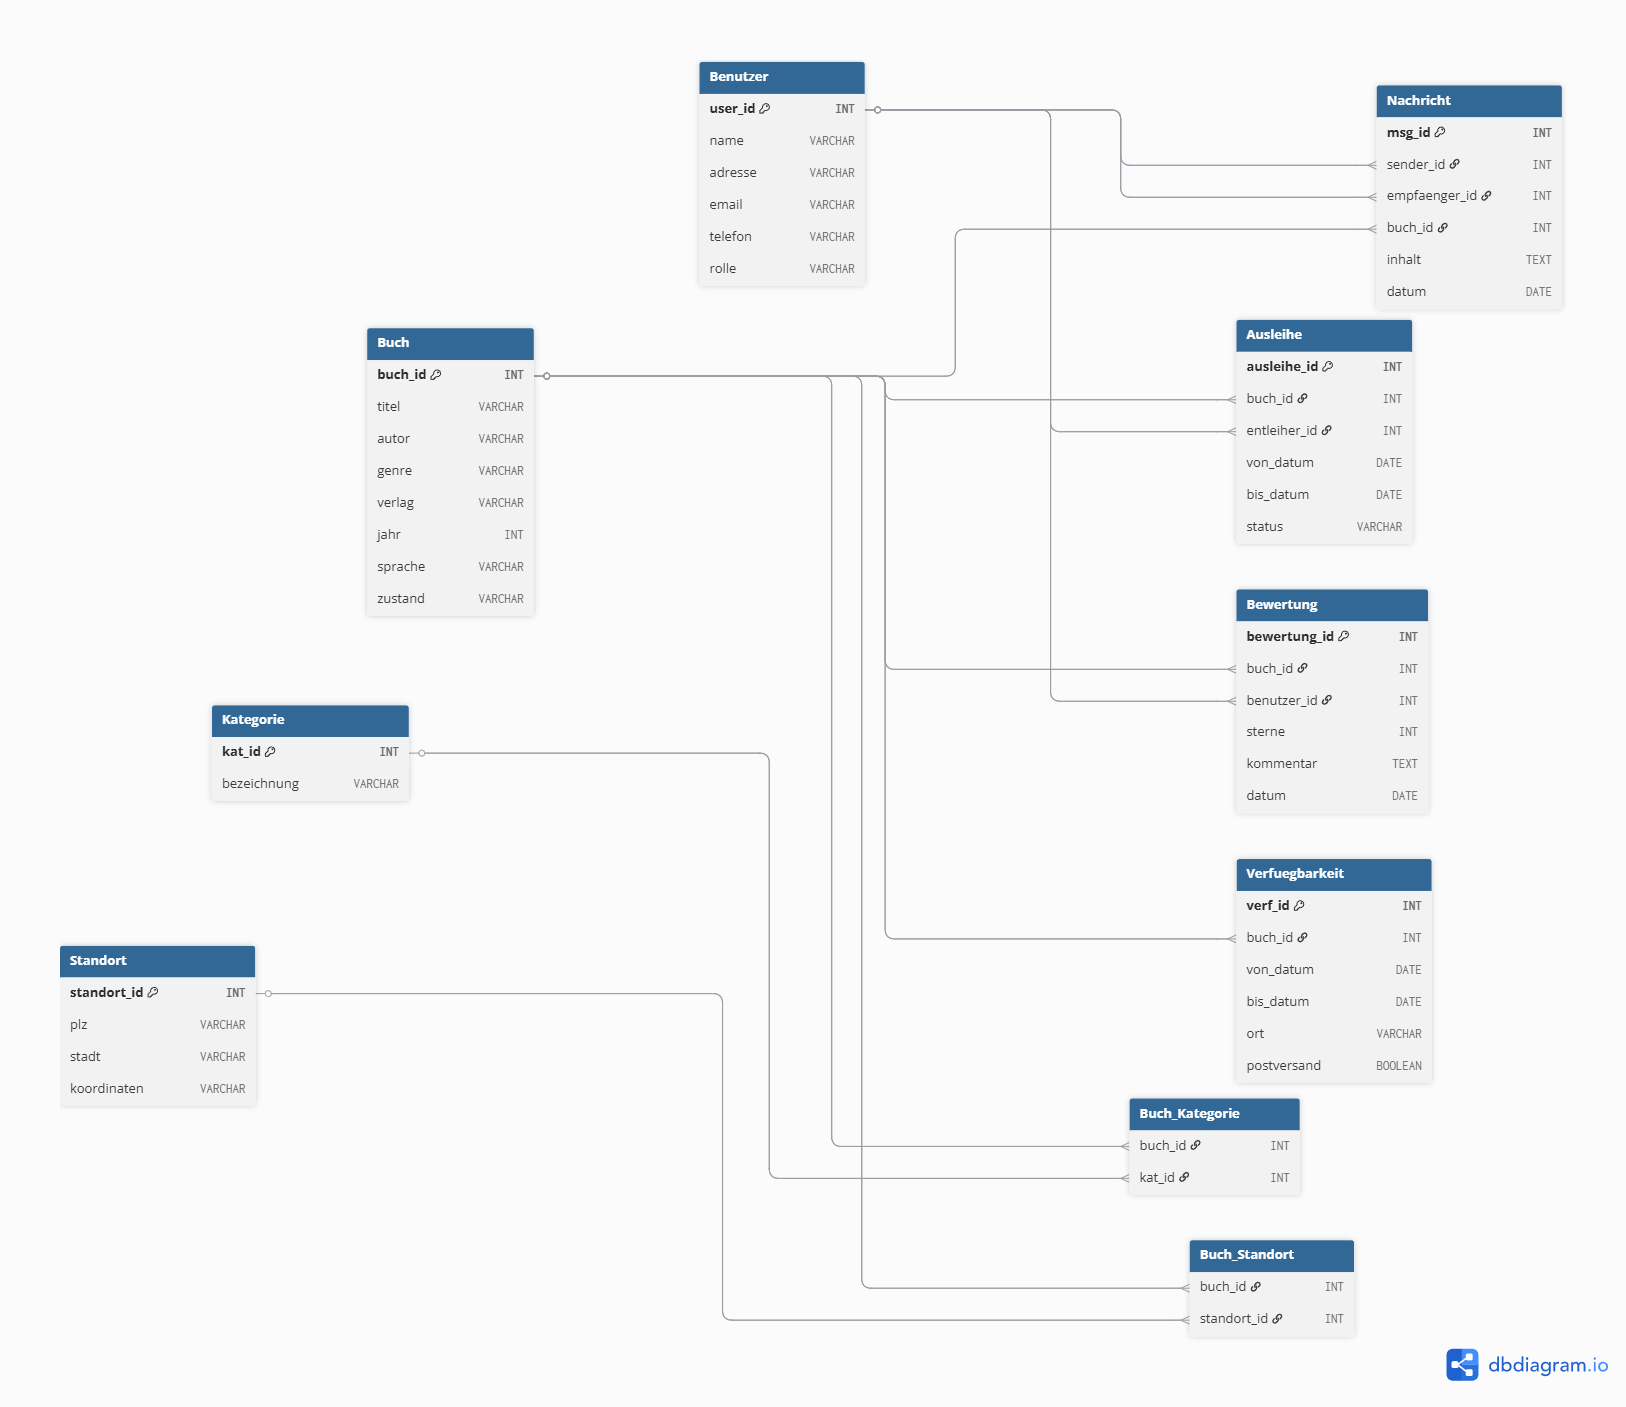 Benutzer
user_id INT
name VARCHAR
adresse VARCHAR
email VARCHAR
telefon VARCHAR
rolle VARCHAR
Nachricht
msg_id INT
sender_id INT
empfaenger_id INT
buch_id INT
inhalt TEXT
datum DATE
Buch
buch_id INT
titel VARCHAR
autor VARCHAR
genre VARCHAR
verlag VARCHAR
jahr INT
sprache VARCHAR
zustand VARCHAR
Ausleihe
ausleihe_id INT
buch_id INT
entleiher_id INT
von_datum DATE
bis_datum DATE
status VARCHAR
Bewertung
bewertung_id INT
buch_id INT
benutzer_id INT
sterne INT
kommentar TEXT
datum DATE
Kategorie
kat_id INT
bezeichnung VARCHAR
Verfuegbarkeit
verf_id INT
buch_id INT
von_datum DATE
bis_datum DATE
ort VARCHAR
postversand BOOLEAN
Standort
standort_id INT
plz VARCHAR
stadt VARCHAR
koordinaten VARCHAR
Buch_Kategorie
buch_id INT
kat_id INT
Buch_Standort
buch_id INT
standort_id INT
dbdiagram.io